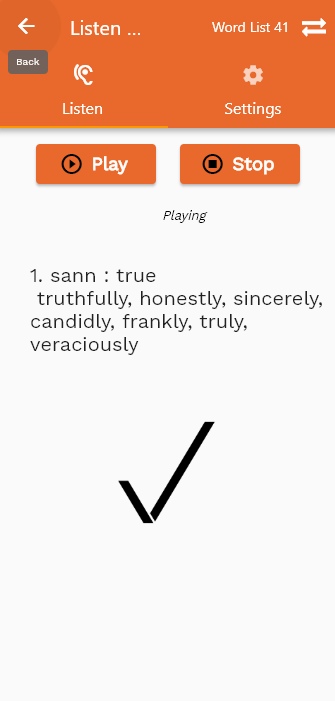 Listen ...
Word List 41
Back
Listen
Settings
Play
Stop
Playing
1. sann : true
truthfully, honestly, sincerely,
candidly, frankly, truly,
veraciously